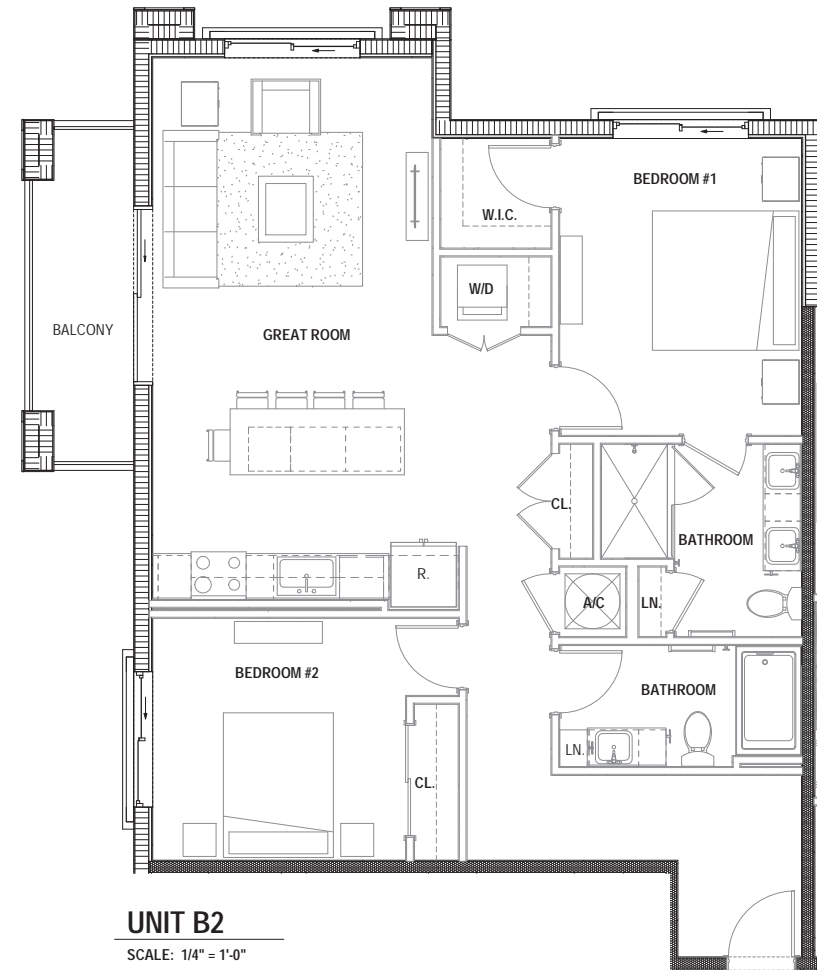 BEDROOM #1
W.I.C.
W/D
BALCONY
GREAT ROOM
CL.
BATHROOM
R.
A/C
LN.
BEDROOM #2
BATHROOM
LN.
CL.
UNIT B2
SCALE: 1/4" = 1'-0"